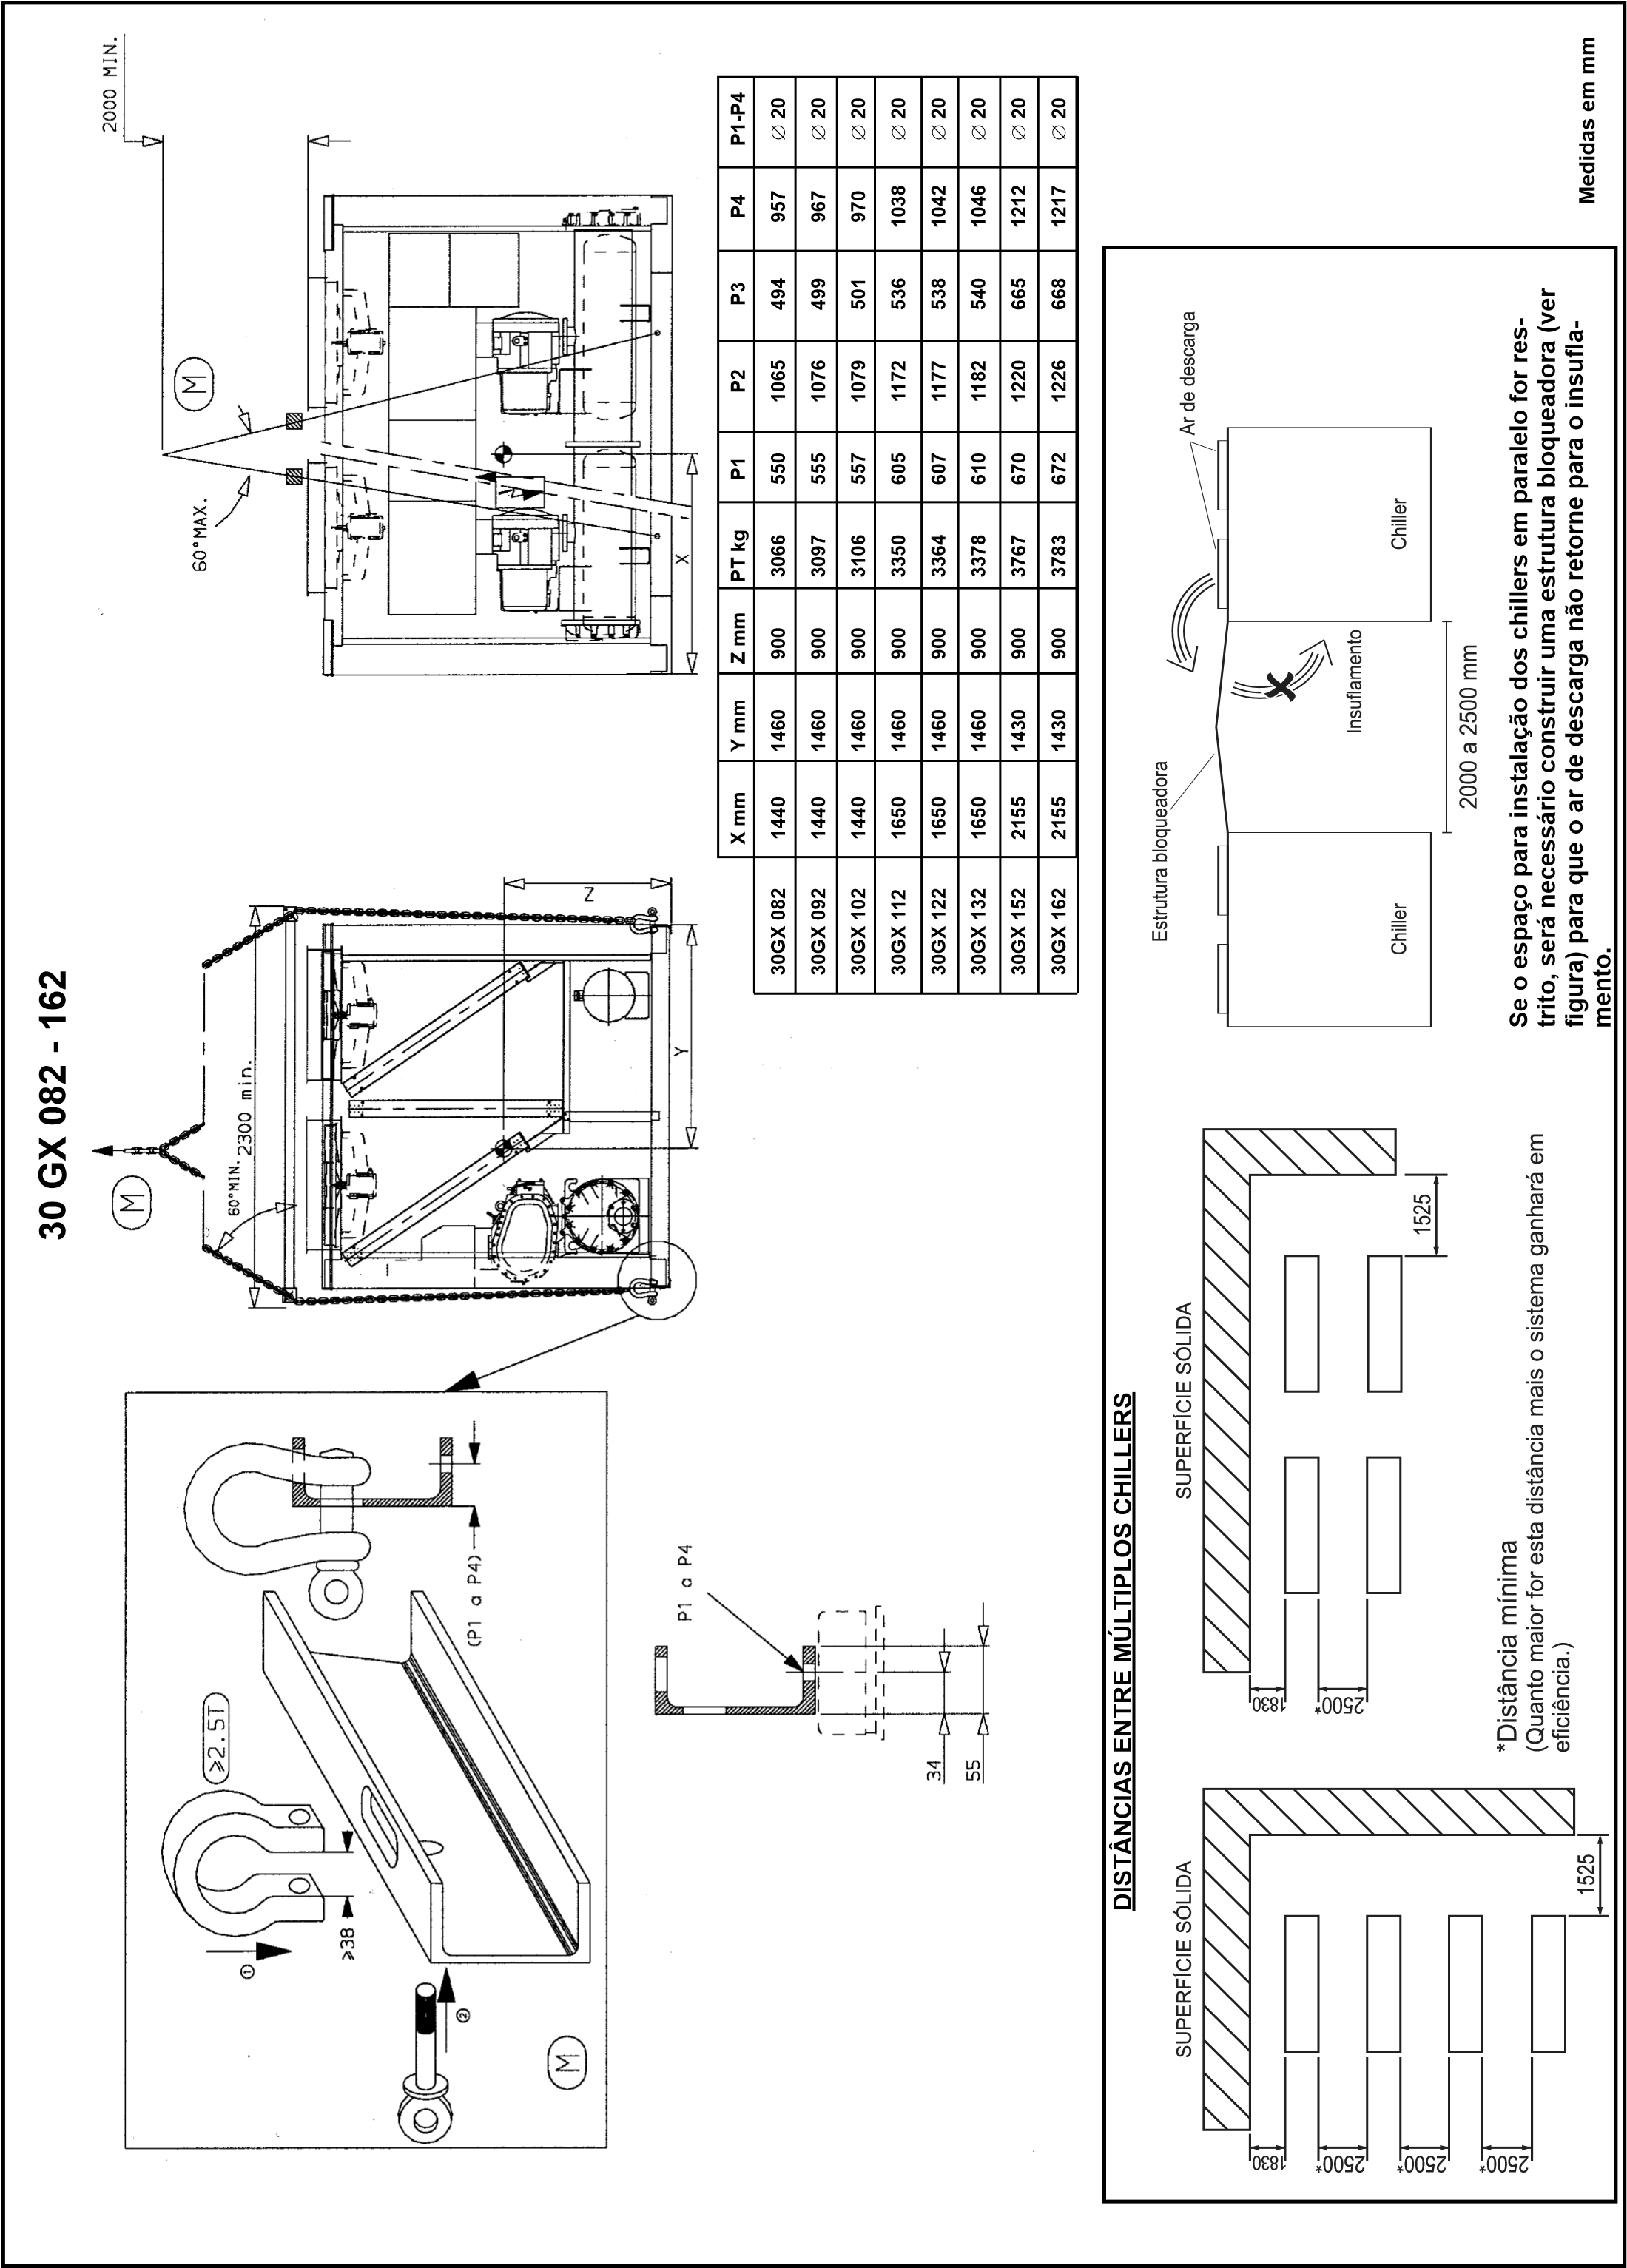 30 GX 082 - 162
M
60°MIN.
2300 min.
Z
Y
2000 MIN.
60°MAX.
M
X
≥2.5T
①
≥38
②
M
(P1 a P4)
P1 a P4
34
55
X mm Y mm Z mm PT kg P1 P2 P3 P4 P1-P4
30GX 082 1440 1460 900 3066 550 1065 494 957 ∅ 20
30GX 092 1440 1460 900 3097 555 1076 499 967 ∅ 20
30GX 102 1440 1460 900 3106 557 1079 501 970 ∅ 20
30GX 112 1650 1460 900 3350 605 1172 536 1038 ∅ 20
30GX 122 1650 1460 900 3364 607 1177 538 1042 ∅ 20
30GX 132 1650 1460 900 3378 610 1182 540 1046 ∅ 20
30GX 152 2155 1430 900 3767 670 1220 665 1212 ∅ 20
30GX 162 2155 1430 900 3783 672 1226 668 1217 ∅ 20
DISTÂNCIAS ENTRE MÚLTIPLOS CHILLERS
SUPERFÍCIE SÓLIDA
1830
2500*
2500*
2500*
1525
SUPERFÍCIE SÓLIDA
1830
2500*
1525
*Distância mínima
(Quanto maior for esta distância mais o sistema ganhará em
eficiência.)
Estrutura bloqueadora
Ar de descarga
Insuflamento
Chiller
Chiller
2000 a 2500 mm
Se o espaço para instalação dos chillers em paralelo for res-
trito, será necessário construir uma estrutura bloqueadora (ver
figura) para que o ar de descarga não retorne para o insufla-
mento.
Medidas em mm